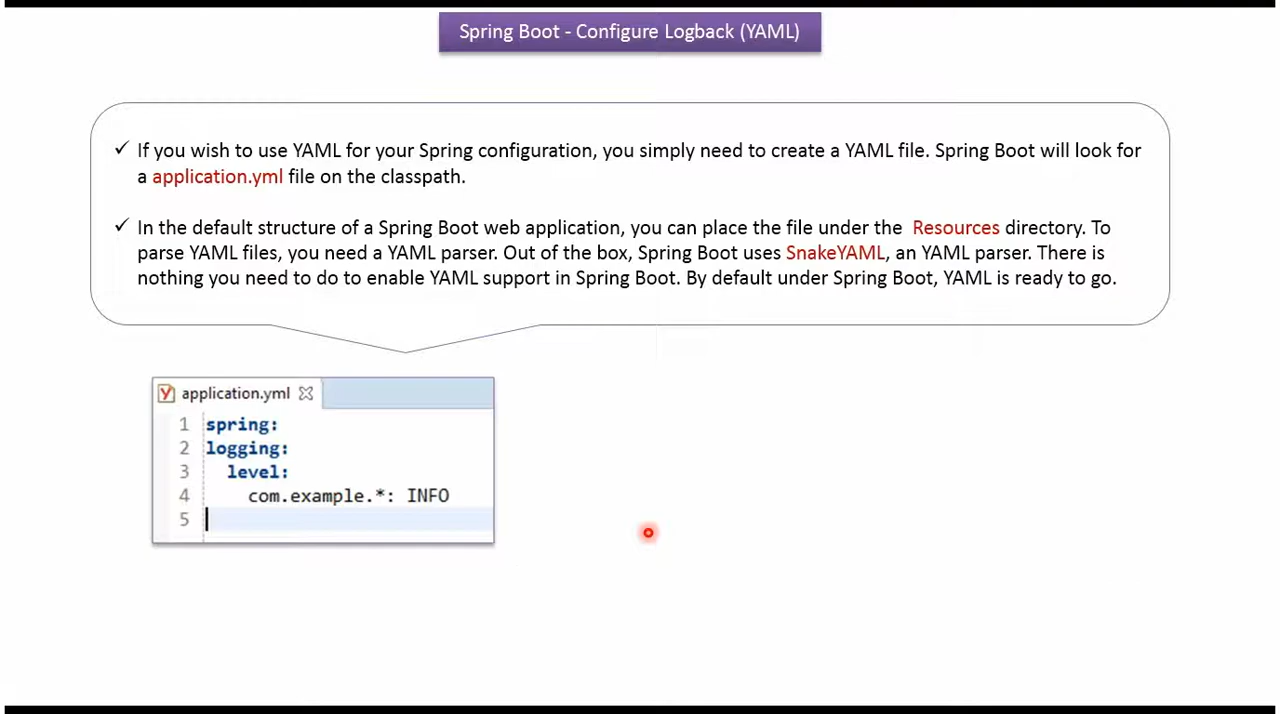 Spring Boot - Configure Logback (YAML)
✓ If you wish to use YAML for your Spring configuration, you simply need to create a YAML file. Spring Boot will look for
a application.yml file on the classpath.
✓ In the default structure of a Spring Boot web application, you can place the file under the Resources directory. To
parse YAML files, you need a YAML parser. Out of the box, Spring Boot uses SnakeYAML, an YAML parser. There is
nothing you need to do to enable YAML support in Spring Boot. By default under Spring Boot, YAML is ready to go.
application.yml
1 spring:
2 logging:
3 level:
4 com.example.*: INFO
5